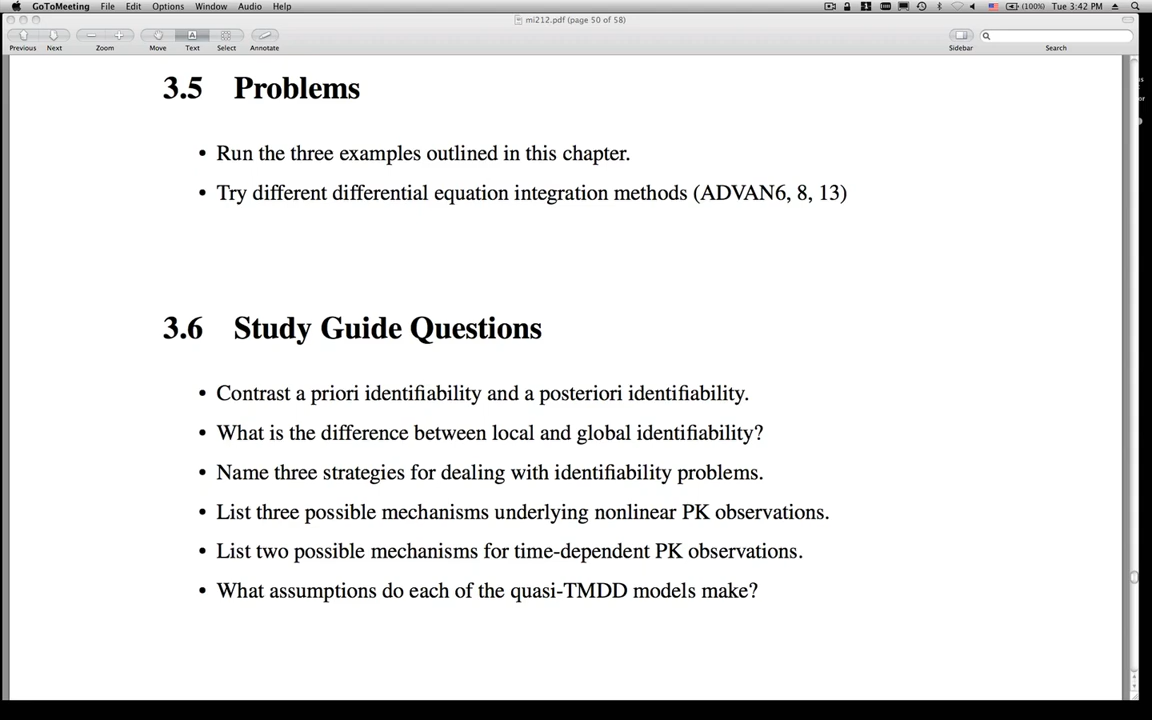 GoToMeeting File Edit Options Window Audio Help (100%) Tue 3:42 PM
mi212.pdf (page 50 of 58)
Previous Next Zoom Move Text Select Annotate Sidebar Search
3.5 Problems
• Run the three examples outlined in this chapter.
• Try different differential equation integration methods (ADVAN6, 8, 13)
3.6 Study Guide Questions
• Contrast a priori identifiability and a posteriori identifiability.
• What is the difference between local and global identifiability?
• Name three strategies for dealing with identifiability problems.
• List three possible mechanisms underlying nonlinear PK observations.
• List two possible mechanisms for time-dependent PK observations.
• What assumptions do each of the quasi-TMDD models make?